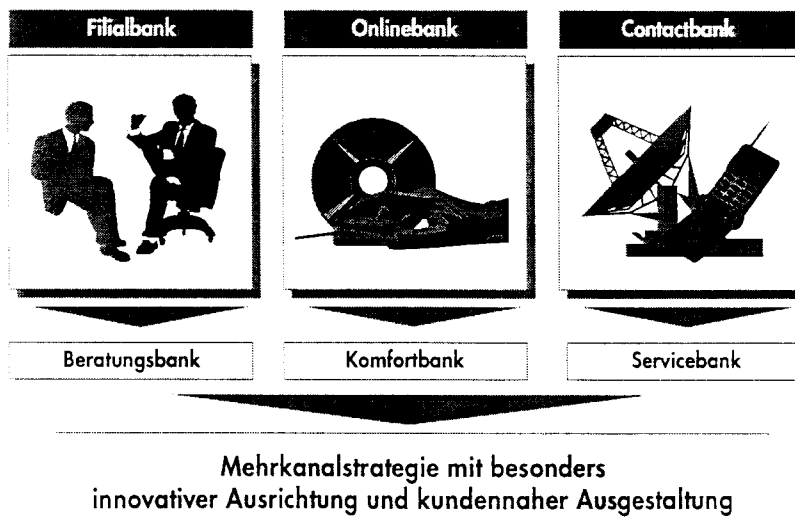 Filialbank
Onlinebank
Contactbank
Beratungsbank
Komfortbank
Servicebank
Mehrkanalstrategie mit besonders
innovativer Ausrichtung und kundennaher Ausgestaltung